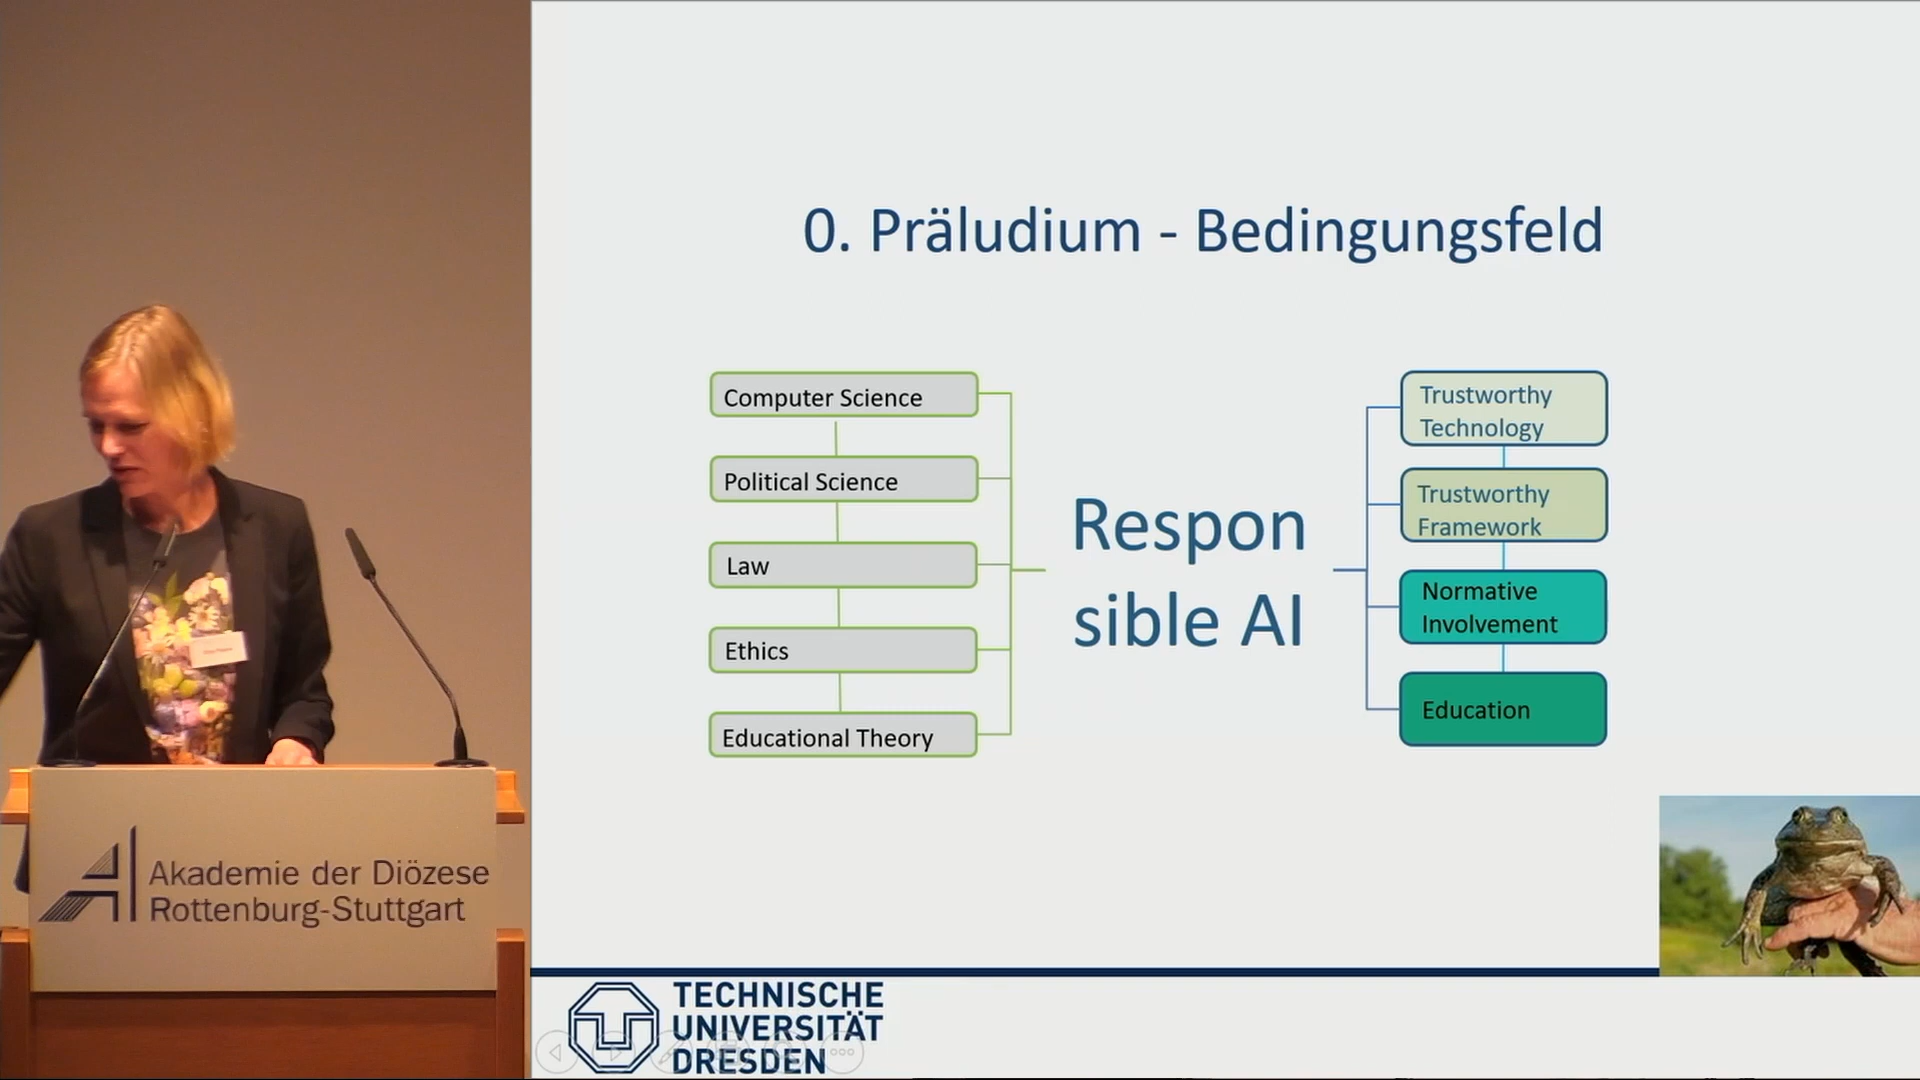 0. Präludium - Bedingungsfeld
Computer Science
Political Science
Law
Ethics
Educational Theory
Respon
sible AI
Trustworthy
Technology
Trustworthy
Framework
Normative
Involvement
Education
Akademie der Diözese
Rottenburg-Stuttgart
TECHNISCHE
UNIVERSITÄT
DRESDEN